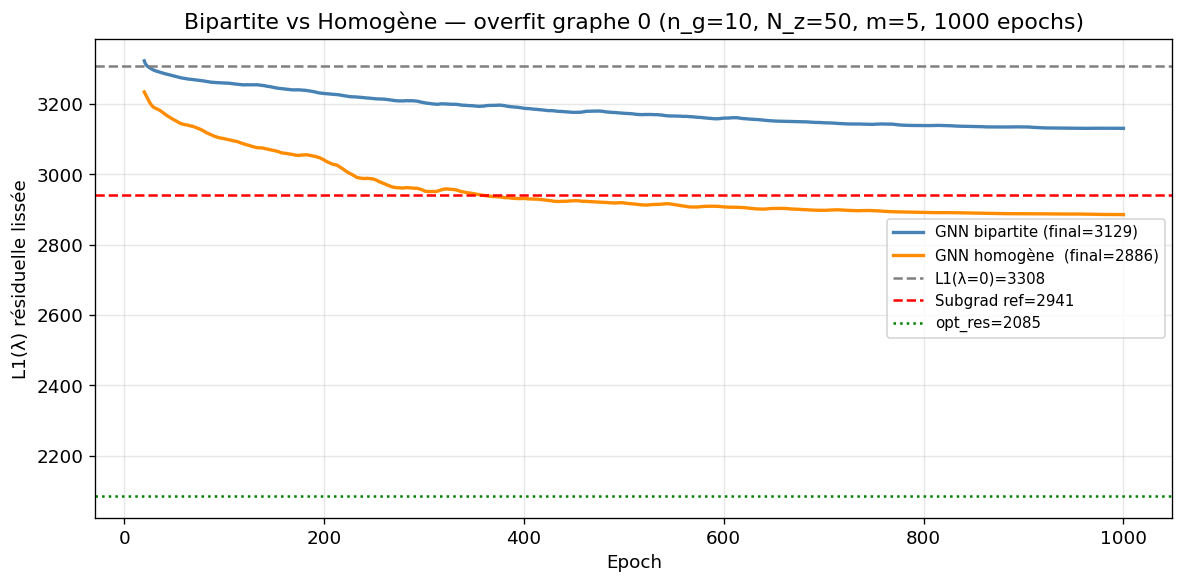 Bipartite vs Homogène — overfit graphe 0 (n_g=10, N_z=50, m=5, 1000 epochs)
L1(λ) résiduelle lissée
3200
3000
2800
2600
2400
2200
GNN bipartite (final=3129)
GNN homogène  (final=2886)
L1(λ=0)=3308
Subgrad ref=2941
opt_res=2085
0
200
400
600
800
1000
Epoch